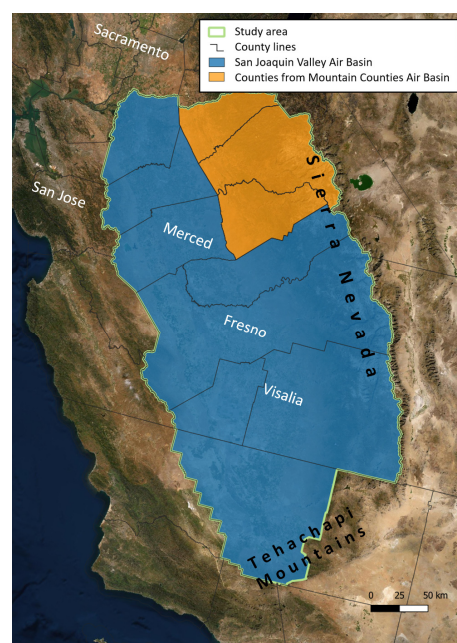 Sacramento
Study area
County lines
San Joaquin Valley Air Basin
Counties from Mountain Counties Air Basin
San Jose
Merced
Sierra Nevada
Fresno
Visalia
Tehachapi
Mountains
0 25 50 km